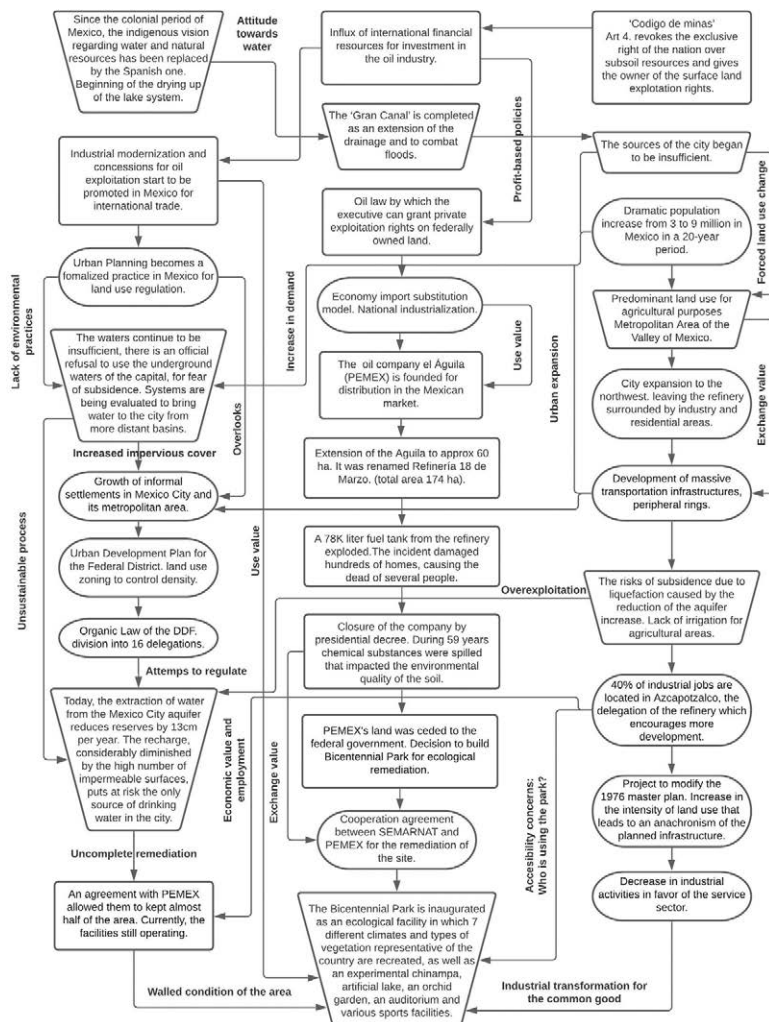 Since the colonial period of
Mexico, the indigenous vision
regarding water and natural
resources has been replaced
by the Spanish one.
Beginning of the drying up
of the lake system.
Attitude
towards
water
Influx of international financial
resources for investment in
the oil industry.
'Codigo de minas'
Art 4. revokes the exclusive
right of the nation over
subsoil resources and gives
the owner of the surface land
explotation rights.
The 'Gran Canal' is completed
as an extension of the
drainage and to combat
floods.
Profit-based policies
The sources of the city began
to be insufficient.
Forced land use change
Industrial modernization and
concessions for oil
exploitation start to be
promoted in Mexico for
international trade.
Oil law by which the
executive can grant private
exploitation rights on federally
owned land.
Dramatic population
increase from 3 to 9 million in
Mexico in a 20-year
period.
Urban Planning becomes a
fomalized practice in Mexico for
land use regulation.
Lack of environmental
practices
Increase in demand
Economy import substitution
model. National industrialization.
Use value
Urban expansion
Predominant land use for
agricultural purposes
Metropolitan Area of the
Valley of Mexico.
The waters continue to be
insufficient, there is an official
refusal to use the underground
waters of the capital, for fear
of subsidence. Systems are
being evaluated to bring
water to the city from
more distant basins.
Overlooks
The oil company el Águila
(PEMEX) is founded for
distribution in the Mexican
market.
City expansion to the
northwest. leaving the refinery
surrounded by industry and
residential areas.
Exchange value
Increased impervious cover
Extension of the Aguila to approx 60
ha. It was renamed Refinería 18 de
Marzo. (total area 174 ha).
Growth of informal
settlements in Mexico City and
its metropolitan area.
Development of massive
transportation infrastructures,
peripheral rings.
Unsustainable process
Use value
Urban Development Plan for
the Federal District. land use
zoning to control density.
A 78K liter fuel tank from the refinery
exploded.The incident damaged
hundreds of homes, causing the
dead of several people.
Overexploitation
The risks of subsidence due to
liquefaction caused by the
reduction of the aquifer
increase. Lack of irrigation for
agricultural areas.
Organic Law of the DDF.
division into 16 delegations.
Closure of the company by
presidential decree. During 59 years
chemical substances were spilled
that impacted the environmental
quality of the soil.
Attemps to regulate
Today, the extraction of water
from the Mexico City aquifer
reduces reserves by 13cm
per year. The recharge,
considerably diminished
by the high number of
impermeable surfaces,
puts at risk the only
source of drinking
water in the city.
Economic value and
employment
Exchange value
PEMEX's land was ceded to the
federal government. Decision to build
Bicentennial Park for ecological
remediation.
40% of industrial jobs are
located in Azcapotzalco, the
delegation of the refinery which
encourages more
development.
Accesibility concerns:
Who is using the park?
Cooperation agreement
between SEMARNAT and
PEMEX for the remediation of
the site.
Project to modify the
1976 master plan. Increase in
the intensity of land use that
leads to an anachronism of the
planned infrastructure.
Uncomplete remediation
An agreement with PEMEX
allowed them to kept almost
half of the area. Currently, the
facilities still operating.
Decrease in industrial
activities in favor of the service
sector.
The Bicentennial Park is inaugurated
as an ecological facility in which 7
different climates and types of
vegetation representative of the
country are recreated, as well as
an experimental chinampa,
artificial lake, an orchid
garden, an auditorium and
various sports facilities.
Walled condition of the area
Industrial transformation for
the common good